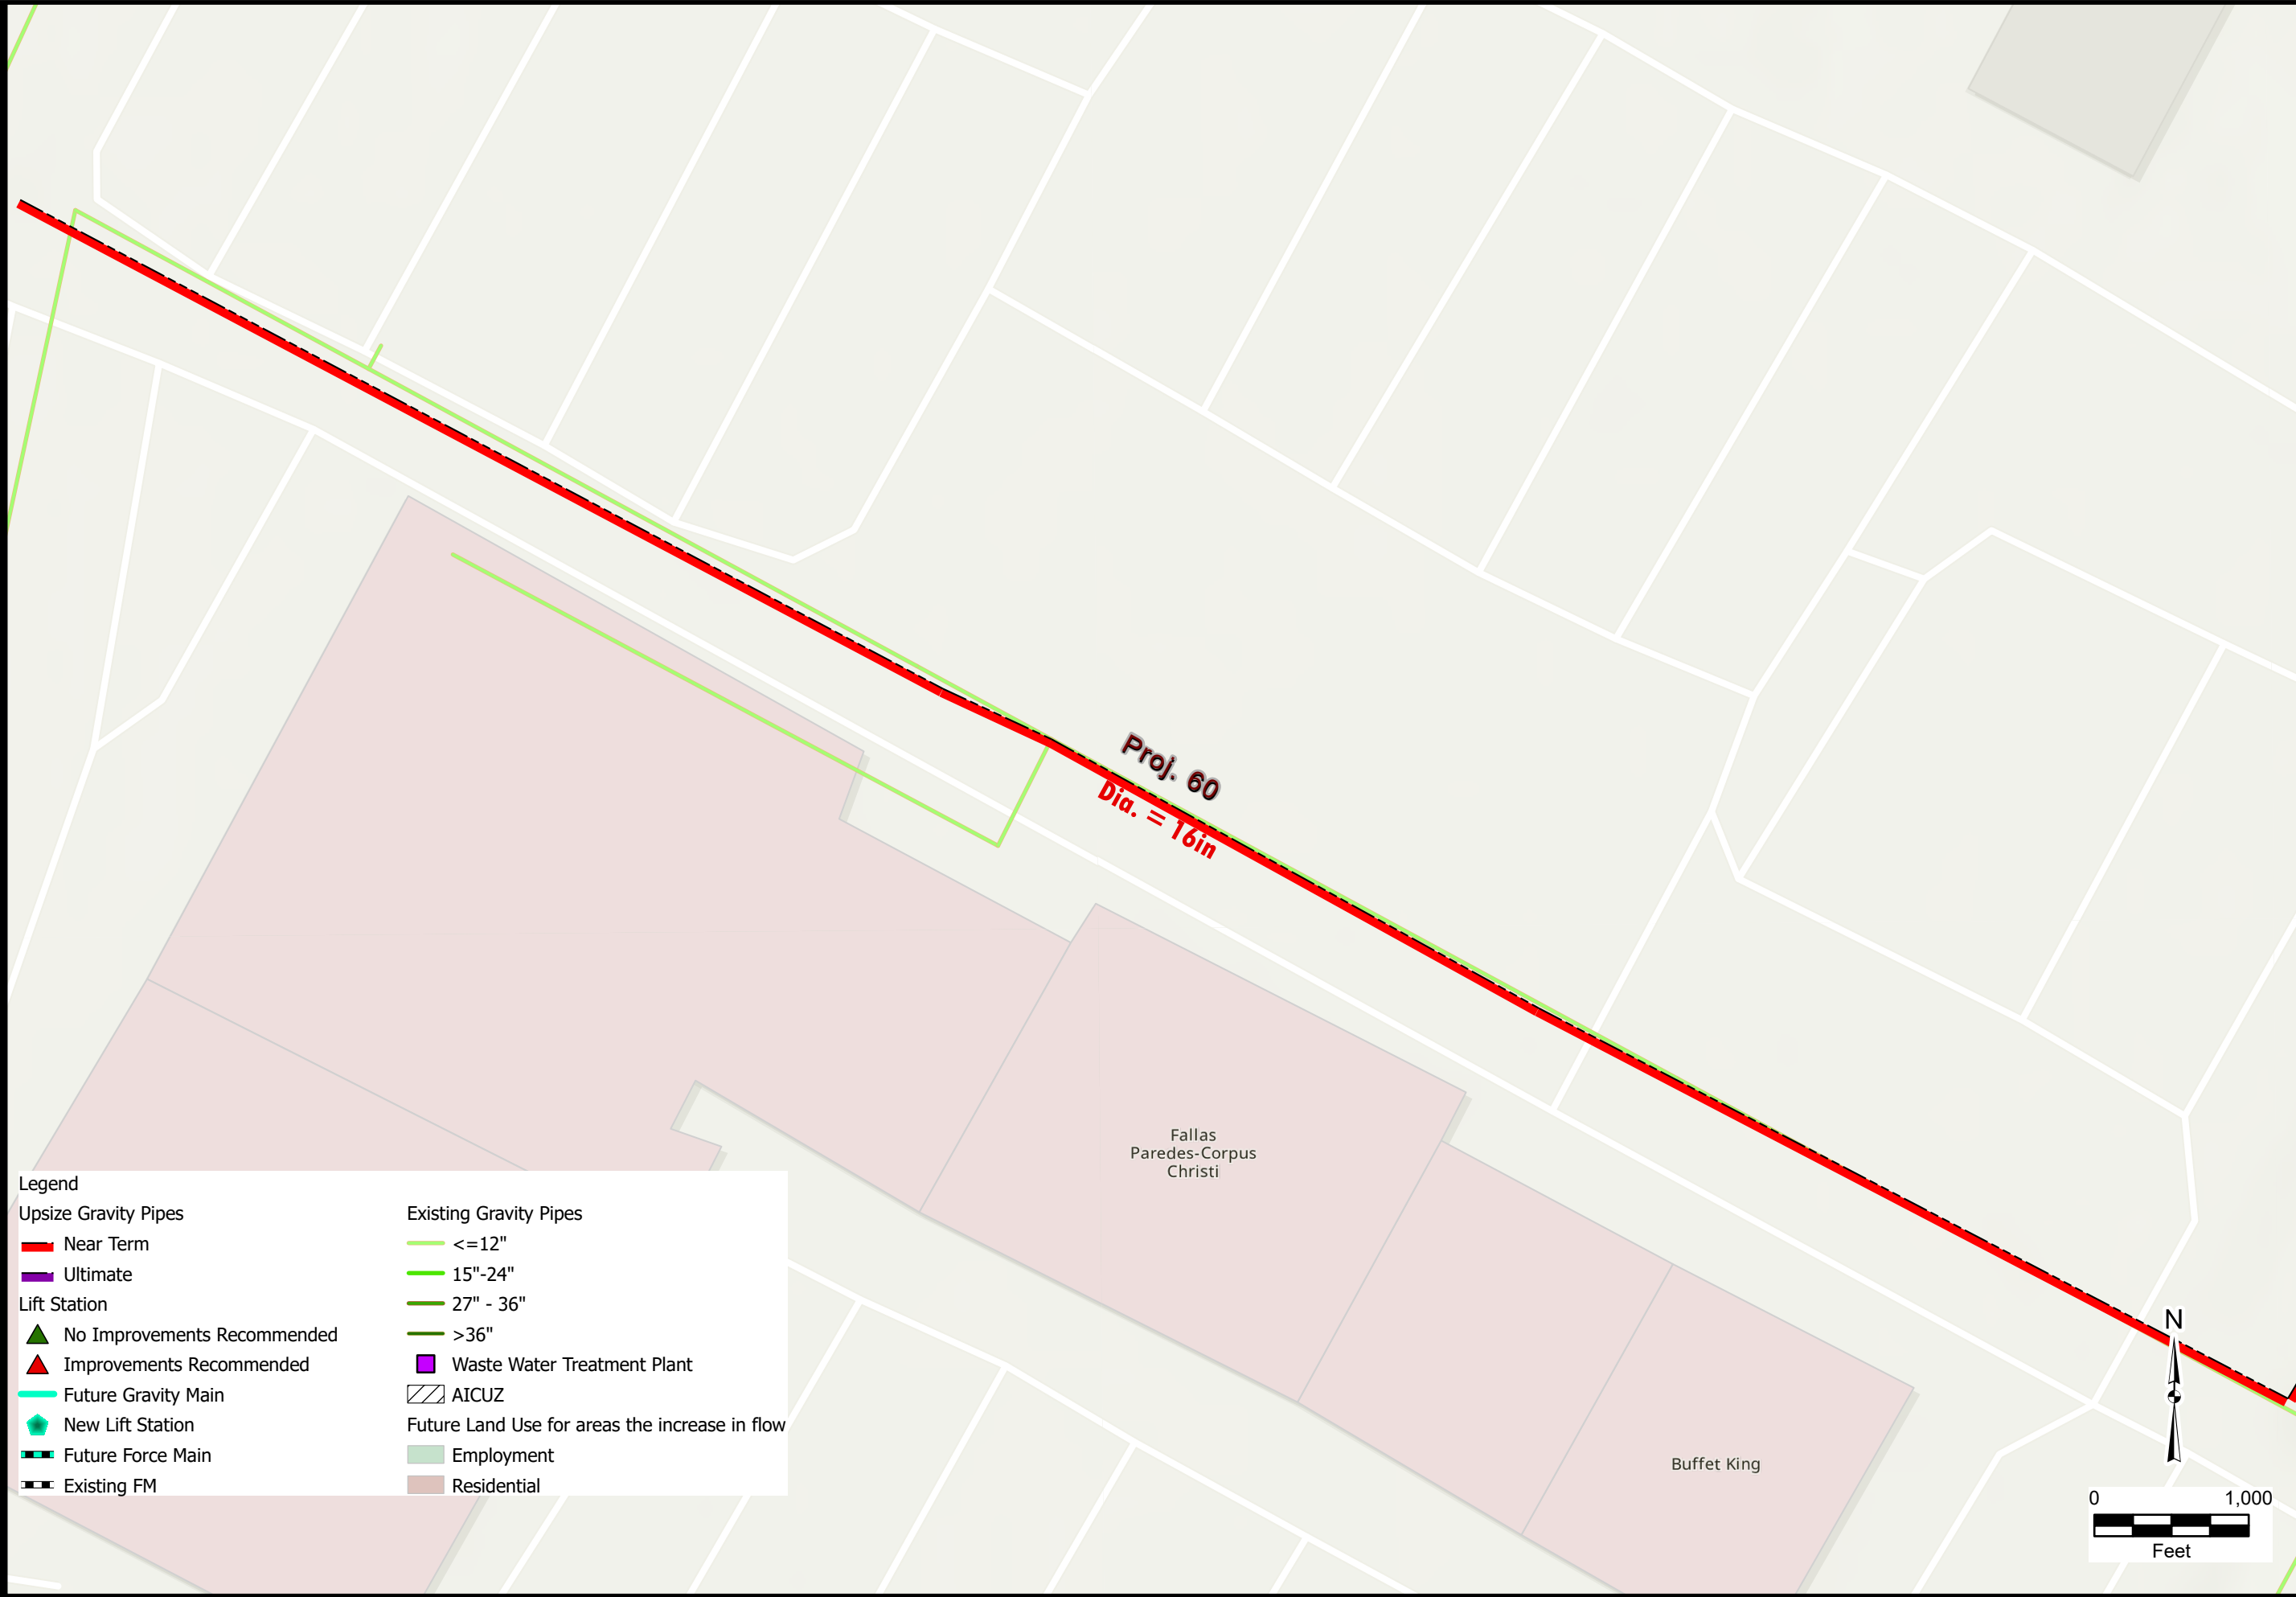 Proj. 60
Dia. = 16in
Fallas
Paredes-Corpus
Christi
Buffet King
Legend
Upsize Gravity Pipes
Near Term
Ultimate
Lift Station
No Improvements Recommended
Improvements Recommended
Future Gravity Main
New Lift Station
Future Force Main
Existing FM
Existing Gravity Pipes
<=12"
15"-24"
27" - 36"
>36"
Waste Water Treatment Plant
AICUZ
Future Land Use for areas the increase in flow
Employment
Residential
N
0 1,000
Feet